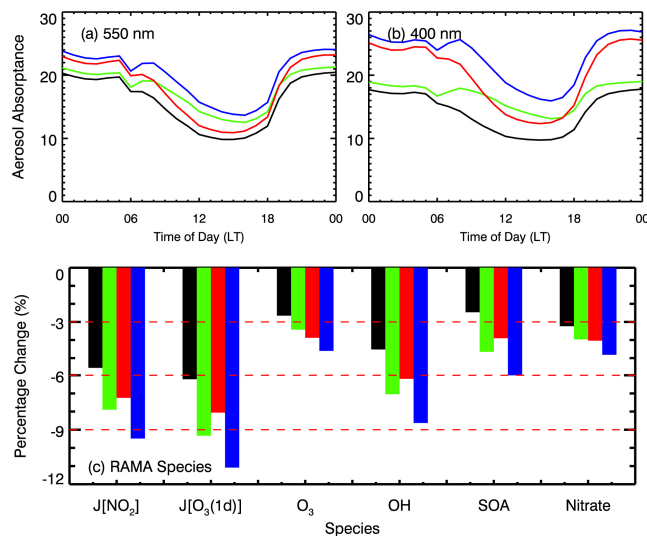 (a) 550 nm
(b) 400 nm
Aerosol Absorptance
30
20
10
0
00 06 12 18 00 06 12 18 00
Time of Day (LT)
Time of Day (LT)
Percentage Change (%)
0
-3
-6
-9
-12
(c) RAMA Species
J[NO₂] J[O₃(1d)] O₃ OH SOA Nitrate
Species
30
20
10
0